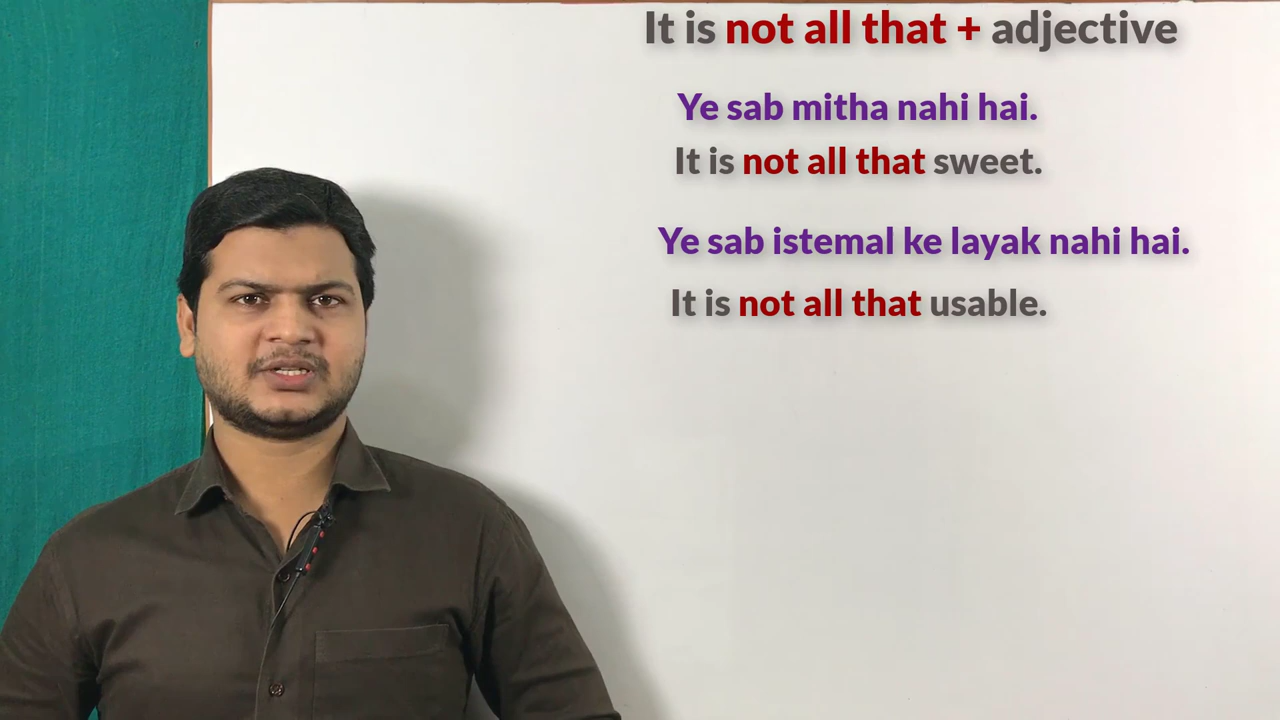 It is not all that + adjective
Ye sab mitha nahi hai.
It is not all that sweet.
Ye sab istemal ke layak nahi hai.
It is not all that usable.